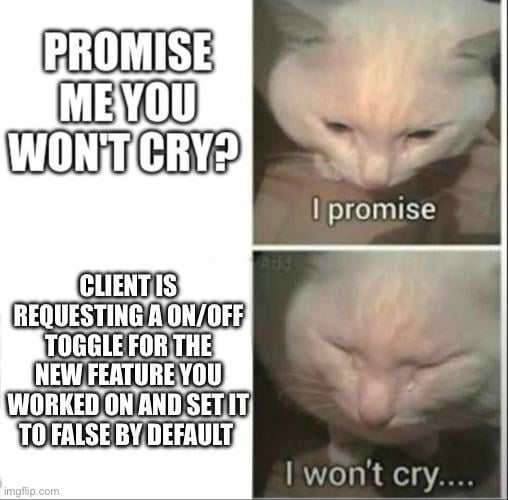 PROMISE
ME YOU
WON'T CRY?
I promise
Add
CLIENT IS
REQUESTING A ON/OFF
TOGGLE FOR THE
NEW FEATURE YOU
WORKED ON AND SET IT
TO FALSE BY DEFAULT
I won't cry....
imgflip.com